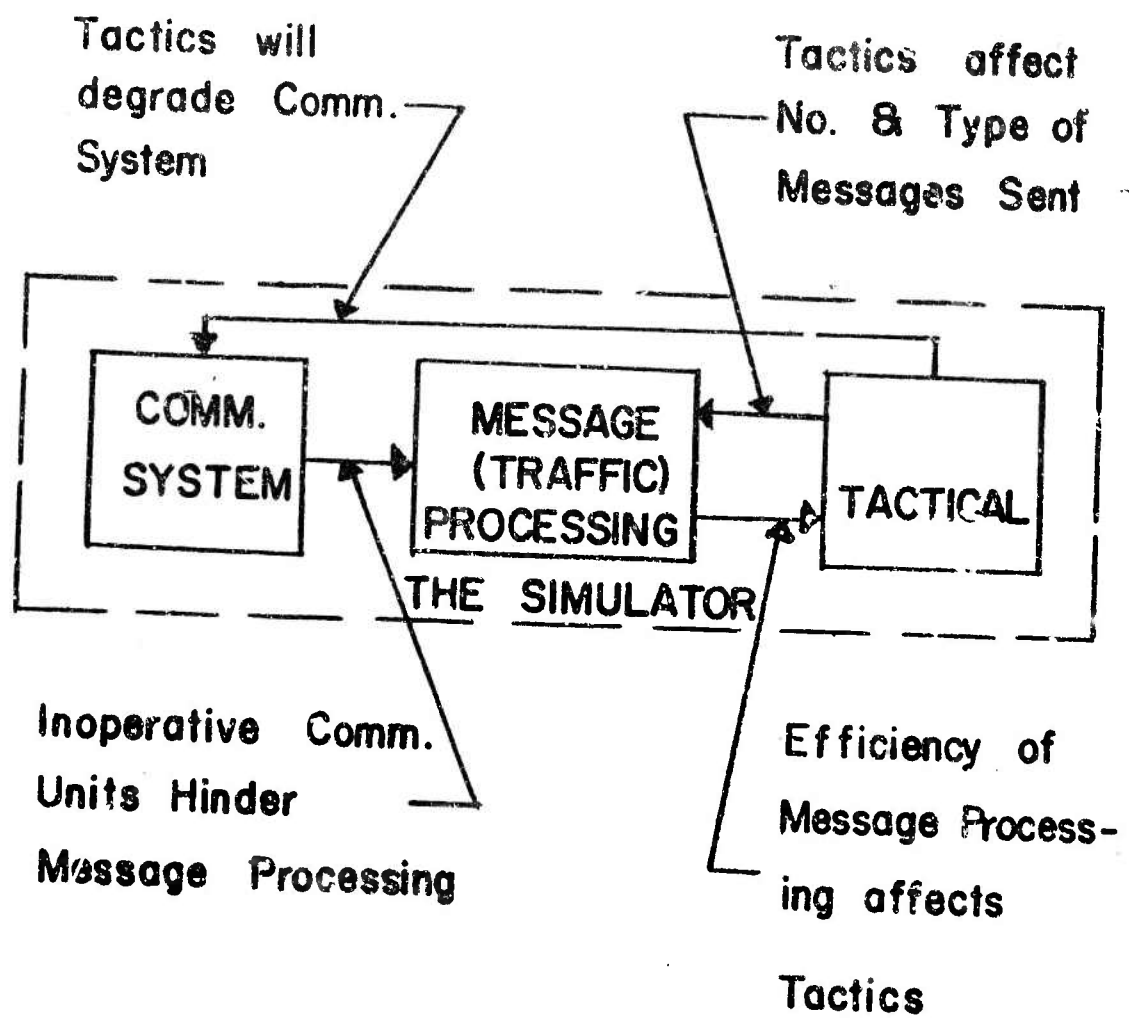 Tactics will
degrade Comm.
System
Tactics affect
No. & Type of
Messages Sent
COMM.
SYSTEM
MESSAGE
(TRAFFIC)
PROCESSING
TACTICAL
THE SIMULATOR
Inoperative Comm.
Units Hinder
Message Processing
Efficiency of
Message Process-
ing affects
Tactics